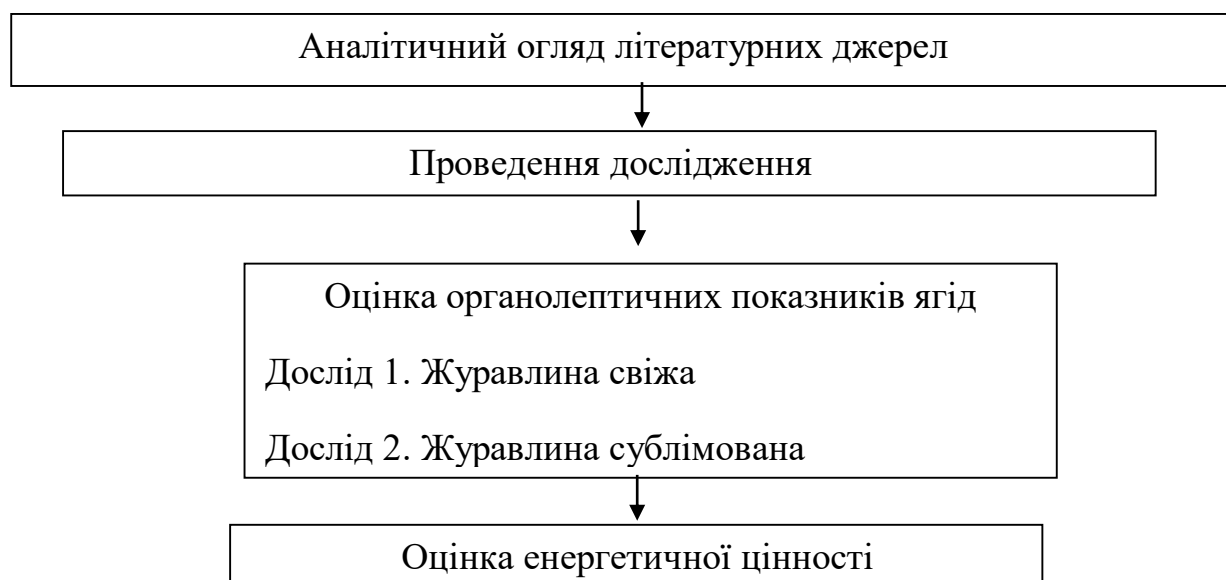 Аналітичний огляд літературних джерел
Проведення дослідження
Оцінка органолептичних показників ягід
Дослід 1. Журавлина свіжа
Дослід 2. Журавлина сублімована
Оцінка енергетичної цінності